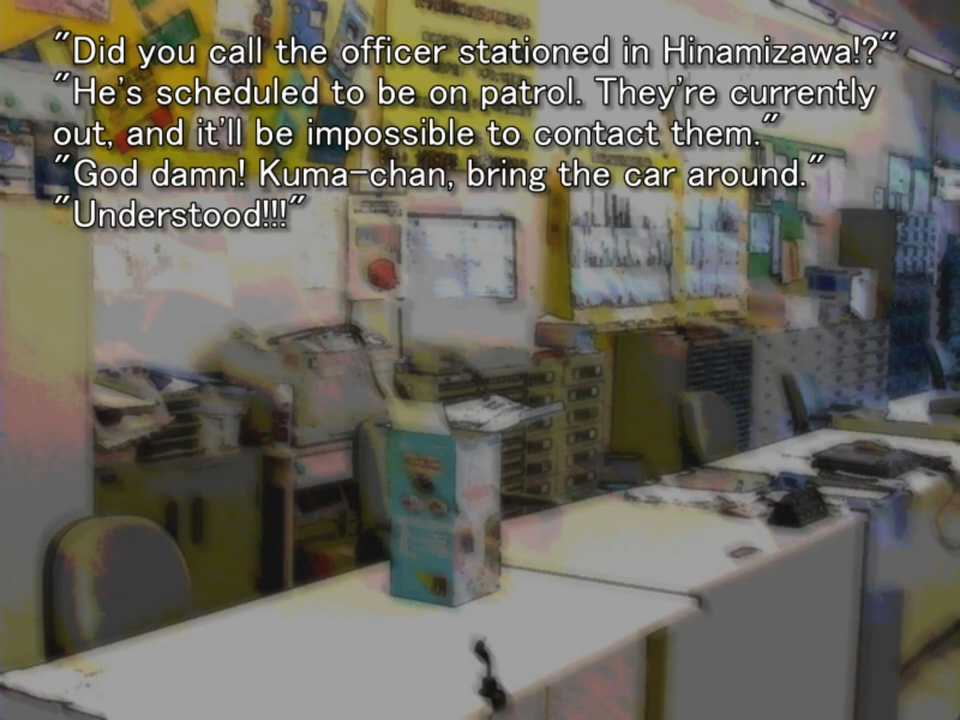 "Did you call the officer stationed in Hinamizawa!?"
"He's scheduled to be on patrol. They're currently
out, and it'll be impossible to contact them."
"God damn! Kuma-chan, bring the car around."
"Understood!!!"